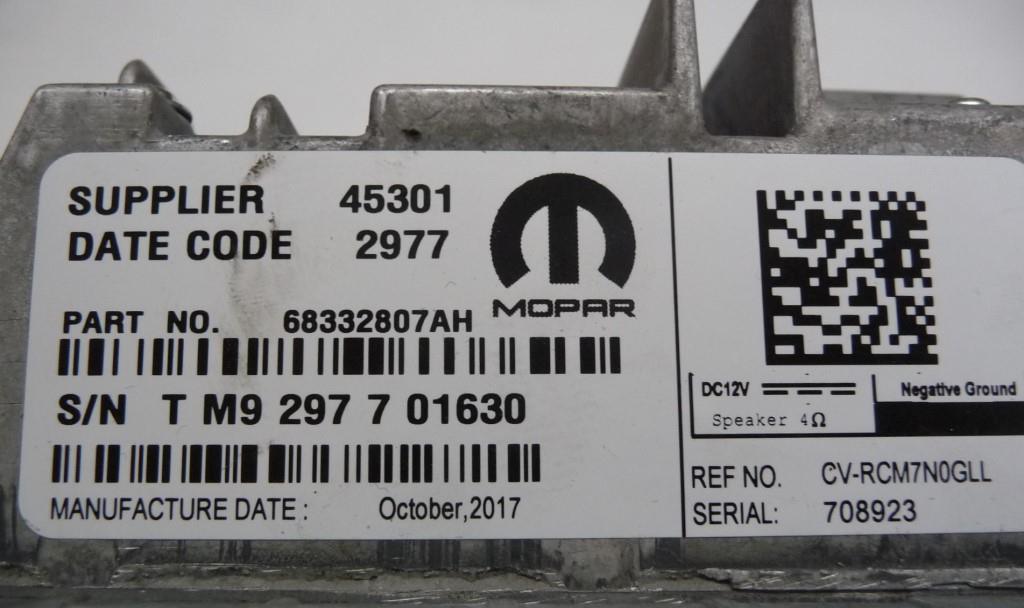 SUPPLIER 45301
DATE CODE 2977
MOPAR
PART NO. 68332807AH
S/N T M9 297 7 01630
MANUFACTURE DATE : October,2017
DC12V Negative Ground
Speaker 4Ω
REF NO. CV-RCM7N0GLL
SERIAL: 708923